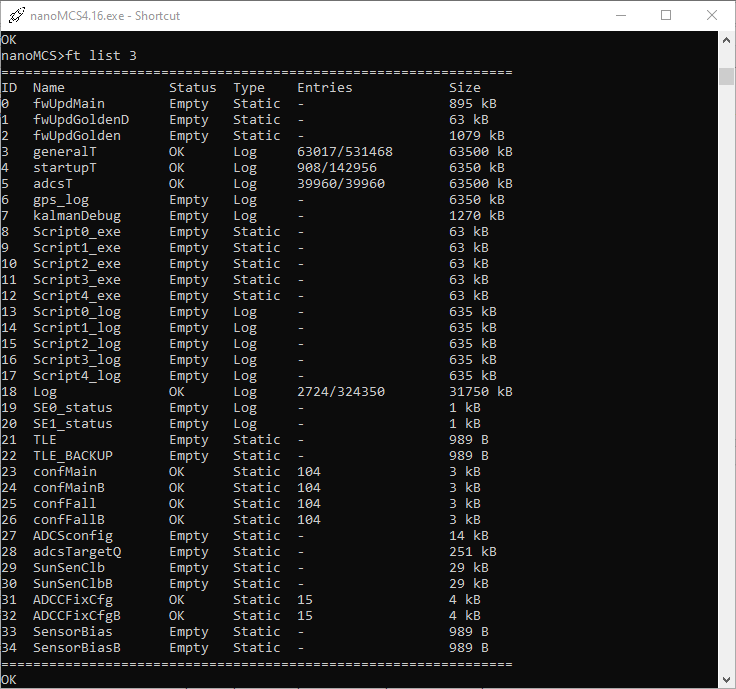 nanoMCS4.16.exe - Shortcut
OK
nanoMCS>ft list 3
================================================================
ID  Name             Status  Type    Entries            Size
0   fwUpdMain        Empty   Static  -                  895 kB
1   fwUpdGoldenD     Empty   Static  -                  63 kB
2   fwUpdGolden      Empty   Static  -                  1079 kB
3   generalT         OK      Log     63017/531468       63500 kB
4   startupT         OK      Log     908/142956         6350 kB
5   adcsT            OK      Log     39960/39960        63500 kB
6   gps_log          Empty   Log     -                  6350 kB
7   kalmanDebug      Empty   Log     -                  1270 kB
8   Script0_exe      Empty   Static  -                  63 kB
9   Script1_exe      Empty   Static  -                  63 kB
10  Script2_exe      Empty   Static  -                  63 kB
11  Script3_exe      Empty   Static  -                  63 kB
12  Script4_exe      Empty   Static  -                  63 kB
13  Script0_log      Empty   Log     -                  635 kB
14  Script1_log      Empty   Log     -                  635 kB
15  Script2_log      Empty   Log     -                  635 kB
16  Script3_log      Empty   Log     -                  635 kB
17  Script4_log      Empty   Log     -                  635 kB
18  Log              OK      Log     2724/324350        31750 kB
19  SE0_status       Empty   Log     -                  1 kB
20  SE1_status       Empty   Log     -                  1 kB
21  TLE              Empty   Static  -                  989 B
22  TLE_BACKUP       Empty   Static  -                  989 B
23  confMain         OK      Static  104                3 kB
24  confMainB        OK      Static  104                3 kB
25  confFall         OK      Static  104                3 kB
26  confFallB        OK      Static  104                3 kB
27  ADCSconfig       Empty   Static  -                  14 kB
28  adcsTargetQ      Empty   Static  -                  251 kB
29  SunSenClb        Empty   Static  -                  29 kB
30  SunSenClbB       Empty   Static  -                  29 kB
31  ADCCFixCfg       OK      Static  15                 4 kB
32  ADCCFixCfgB      OK      Static  15                 4 kB
33  SensorBias       Empty   Static  -                  989 B
34  SensorBiasB      Empty   Static  -                  989 B
================================================================
OK